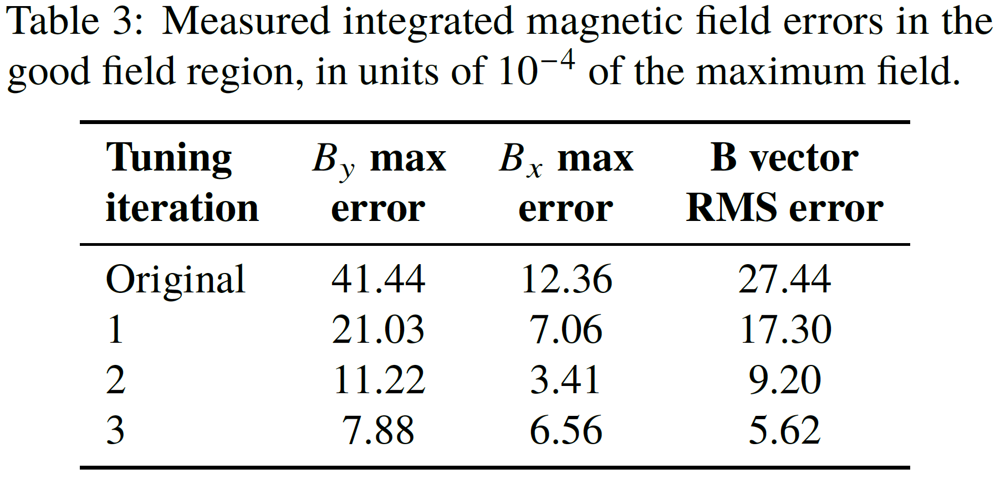 Table 3: Measured integrated magnetic field errors in the
good field region, in units of 10⁻⁴ of the maximum field.
Tuning iteration B_y max error B_x max error B vector RMS error
Original 41.44 12.36 27.44
1 21.03 7.06 17.30
2 11.22 3.41 9.20
3 7.88 6.56 5.62